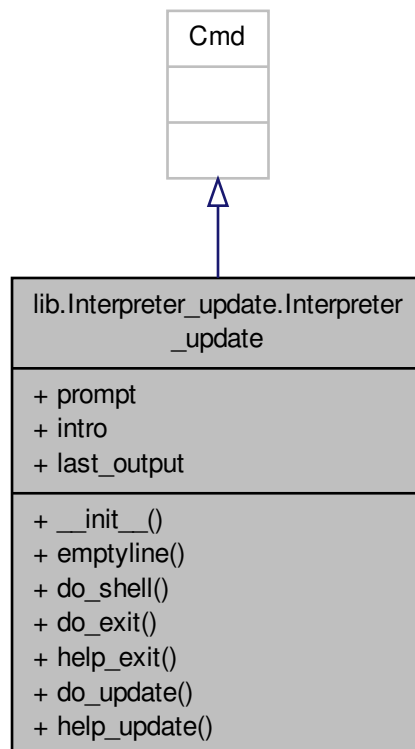 Cmd
lib.Interpreter_update.Interpreter
_update
+ prompt
+ intro
+ last_output
+ __init__()
+ emptyline()
+ do_shell()
+ do_exit()
+ help_exit()
+ do_update()
+ help_update()